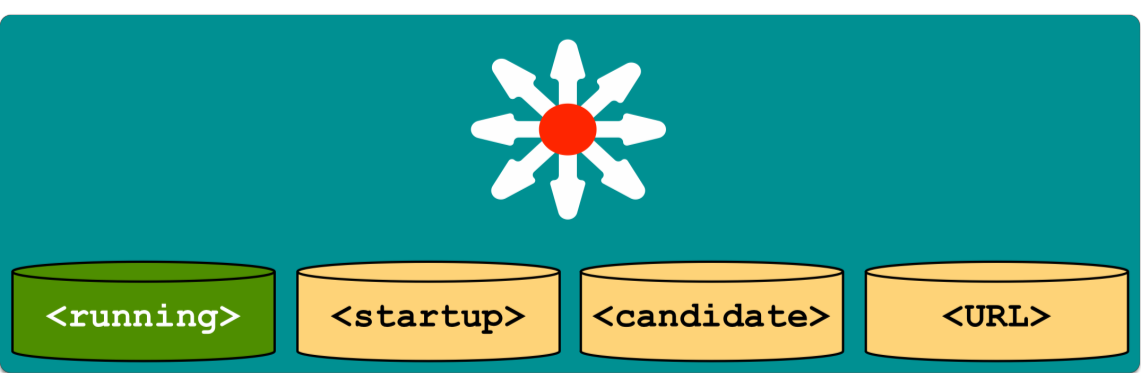 <running>
<startup>
<candidate>
<URL>